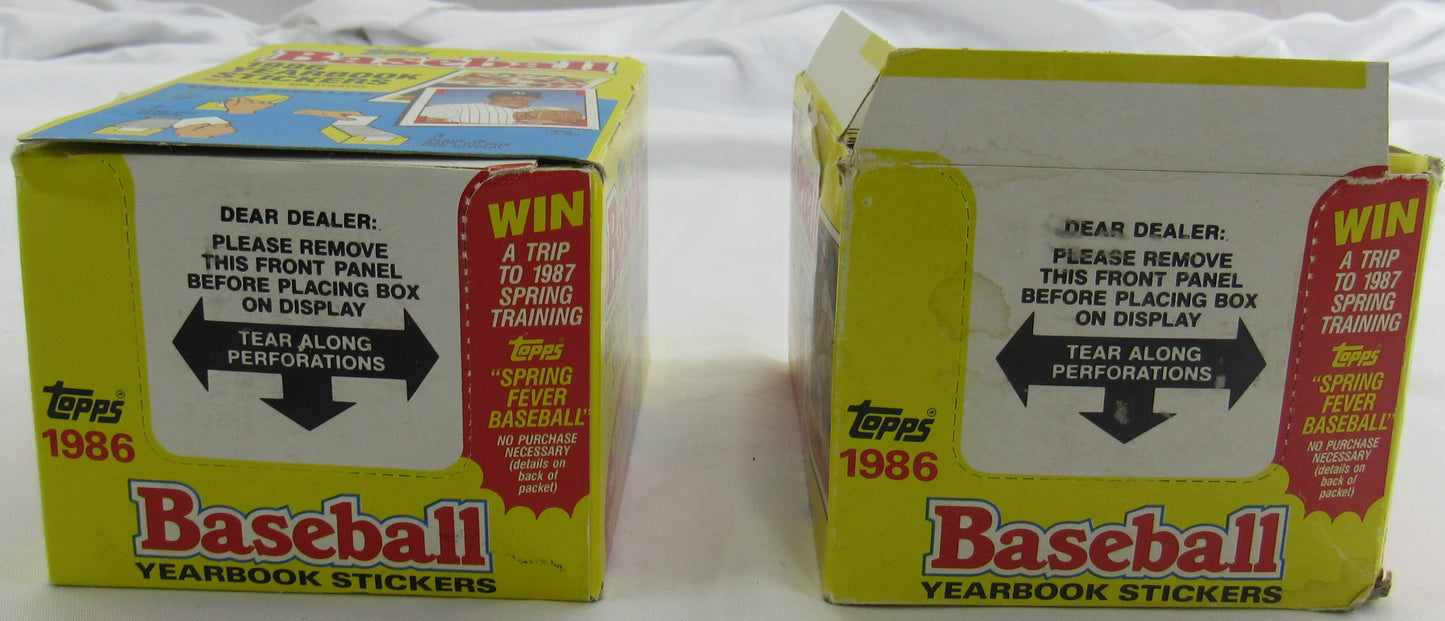 Topps
Baseball
YEARBOOK
STICKERS
DEAR DEALER:
PLEASE REMOVE
THIS FRONT PANEL
BEFORE PLACING BOX
ON DISPLAY
TEAR ALONG
PERFORATIONS
WIN
A TRIP
TO 1987
SPRING
TRAINING
Topps
"SPRING
FEVER
BASEBALL"
NO PURCHASE
NECESSARY
(details on
back of
packet)
Topps®
1986
Baseball
YEARBOOK STICKERS
DEAR DEALER:
PLEASE REMOVE
THIS FRONT PANEL
BEFORE PLACING BOX
ON DISPLAY
TEAR ALONG
PERFORATIONS
WIN
A TRIP
TO 1987
SPRING
TRAINING
Topps
"SPRING
FEVER
BASEBALL"
NO PURCHASE
NECESSARY
(details on
back of
packet)
Topps®
1986
Baseball
YEARBOOK STICKERS